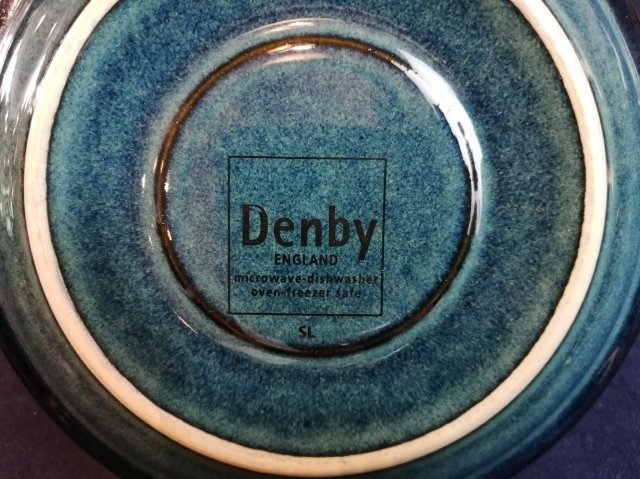 Denby
ENGLAND
microwave-dishwasher
oven-freezer safe
SL